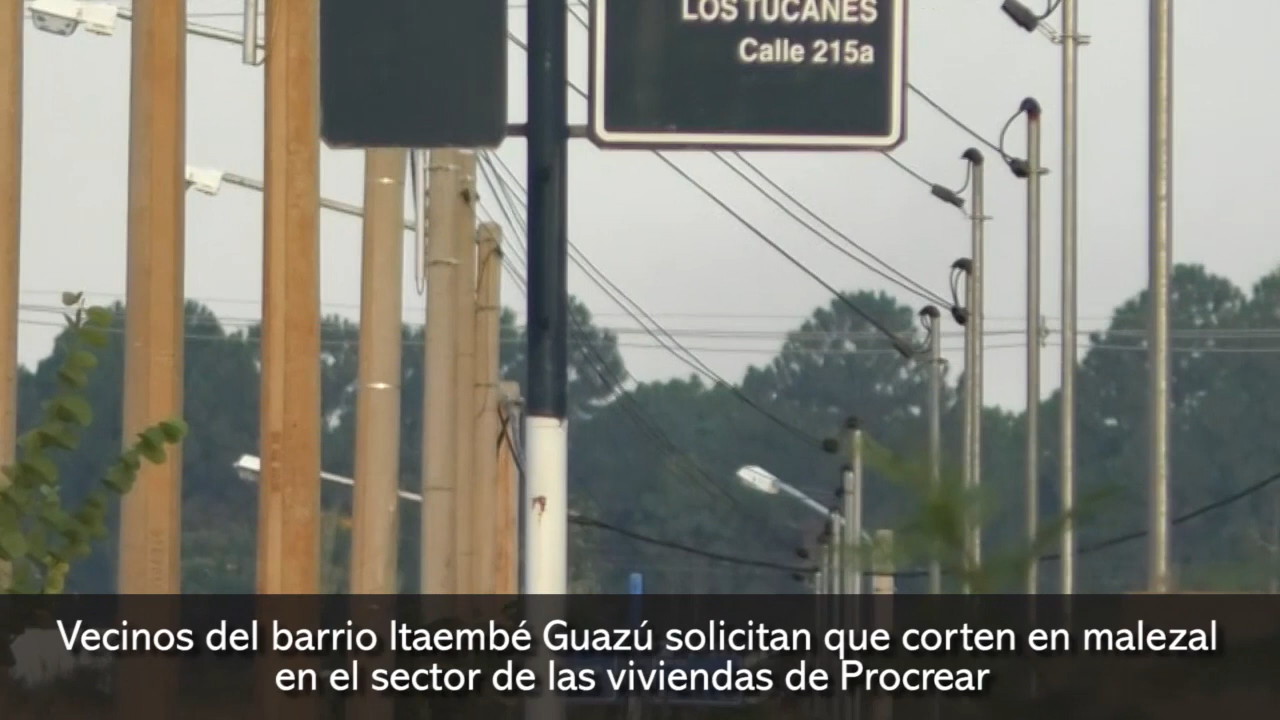 LOS TUCANES
Calle 215a
Vecinos del barrio Itaembé Guazú solicitan que corten en malezal
en el sector de las viviendas de Procrear